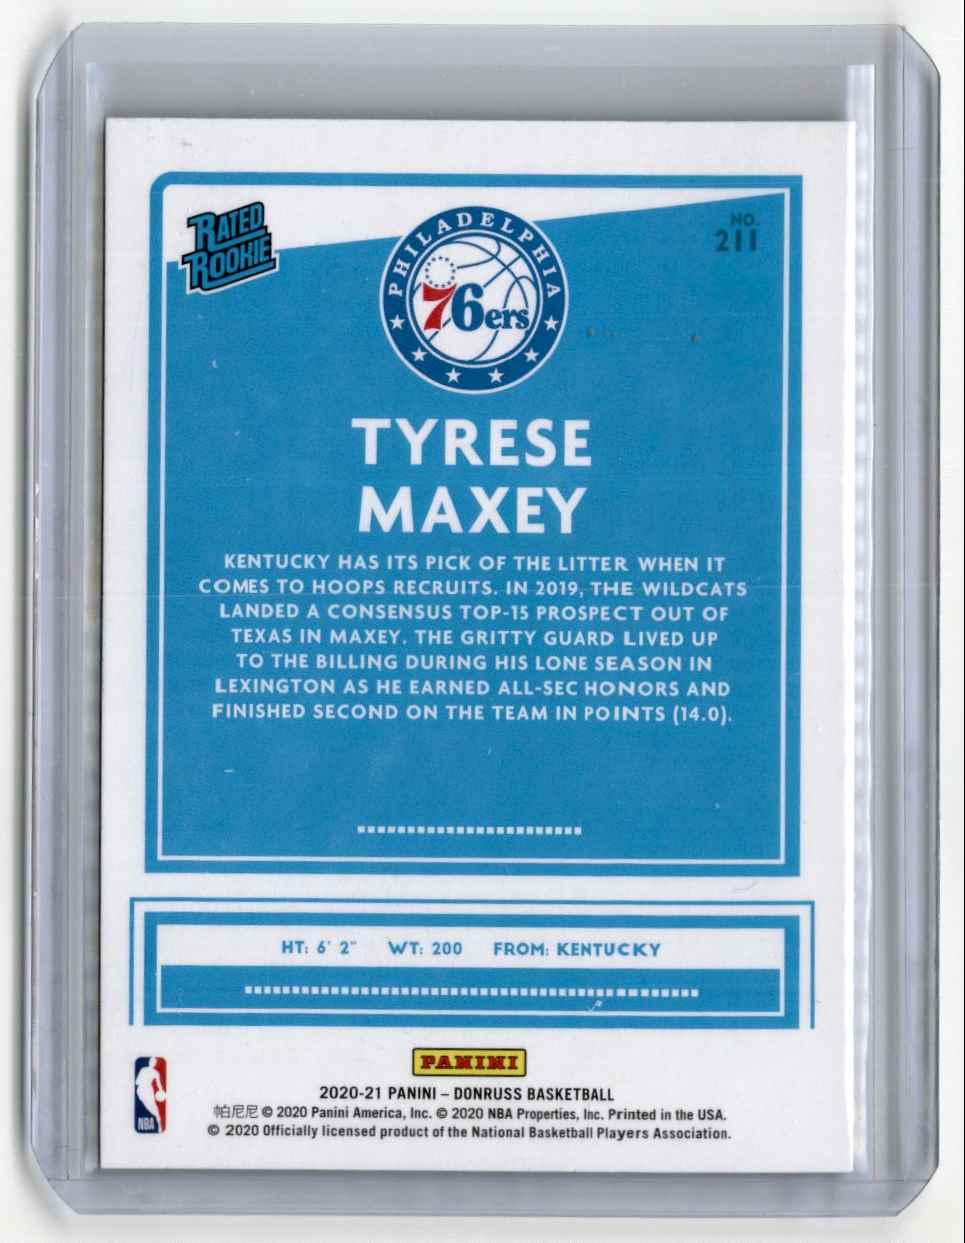 RATED
ROOKIE
NO.
211
PHILADELPHIA
76ers
TYRESE
MAXEY
KENTUCKY HAS ITS PICK OF THE LITTER WHEN IT
COMES TO HOOPS RECRUITS. IN 2019, THE WILDCATS
LANDED A CONSENSUS TOP-15 PROSPECT OUT OF
TEXAS IN MAXEY. THE GRITTY GUARD LIVED UP
TO THE BILLING DURING HIS LONE SEASON IN
LEXINGTON AS HE EARNED ALL-SEC HONORS AND
FINISHED SECOND ON THE TEAM IN POINTS (14.0).
HT: 6' 2" WT: 200 FROM: KENTUCKY
PANINI
NBA
2020-21 PANINI – DONRUSS BASKETBALL
帕尼尼 © 2020 Panini America, Inc. © 2020 NBA Properties, Inc. Printed in the USA.
© 2020 Officially licensed product of the National Basketball Players Association.